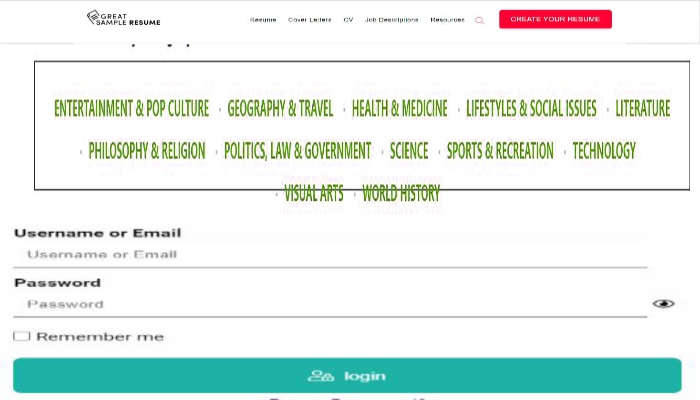 GREAT
SAMPLE RESUME
Resume Cover Letters CV Job Descriptions Resources CREATE YOUR RESUME
ENTERTAINMENT & POP CULTURE · GEOGRAPHY & TRAVEL · HEALTH & MEDICINE · LIFESTYLES & SOCIAL ISSUES · LITERATURE
· PHILOSOPHY & RELIGION · POLITICS, LAW & GOVERNMENT · SCIENCE · SPORTS & RECREATION · TECHNOLOGY
· VISUAL ARTS · WORLD HISTORY
Username or Email
Username or Email
Password
Password
Remember me
login